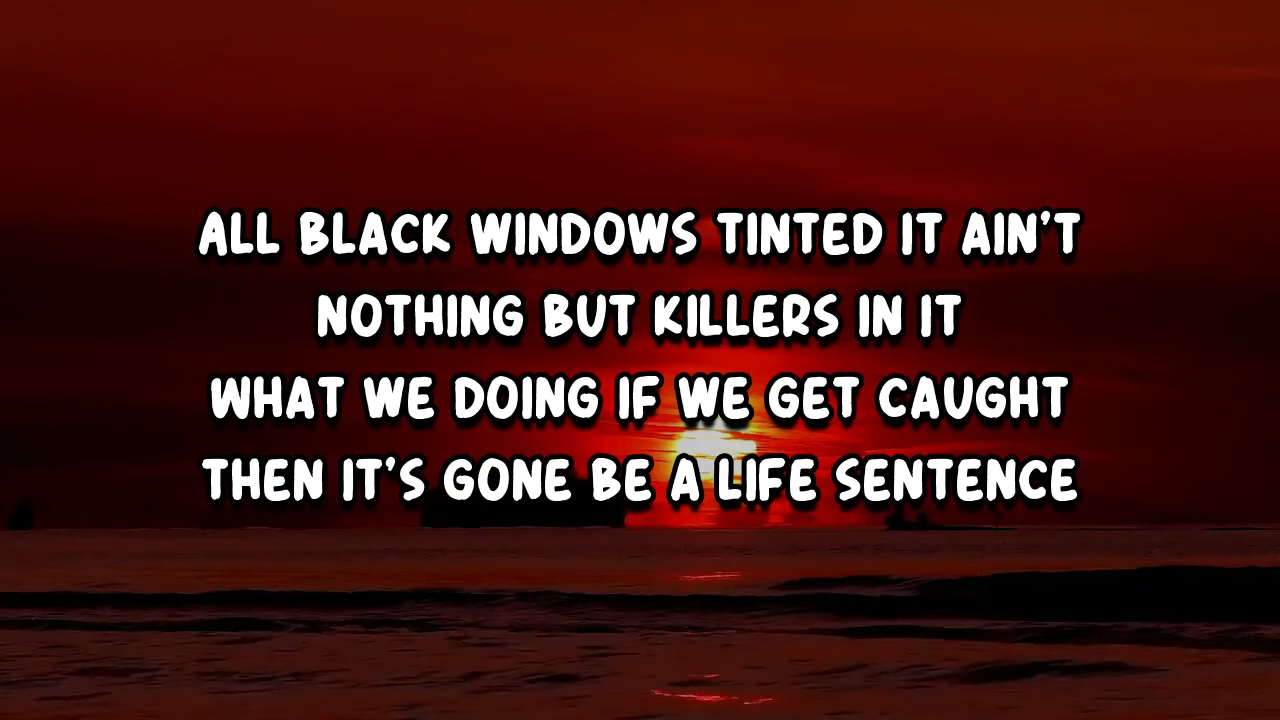 ALL BLACK WINDOWS TINTED IT AIN'T
NOTHING BUT KILLERS IN IT
WHAT WE DOING IF WE GET CAUGHT
THEN IT'S GONE BE A LIFE SENTENCE